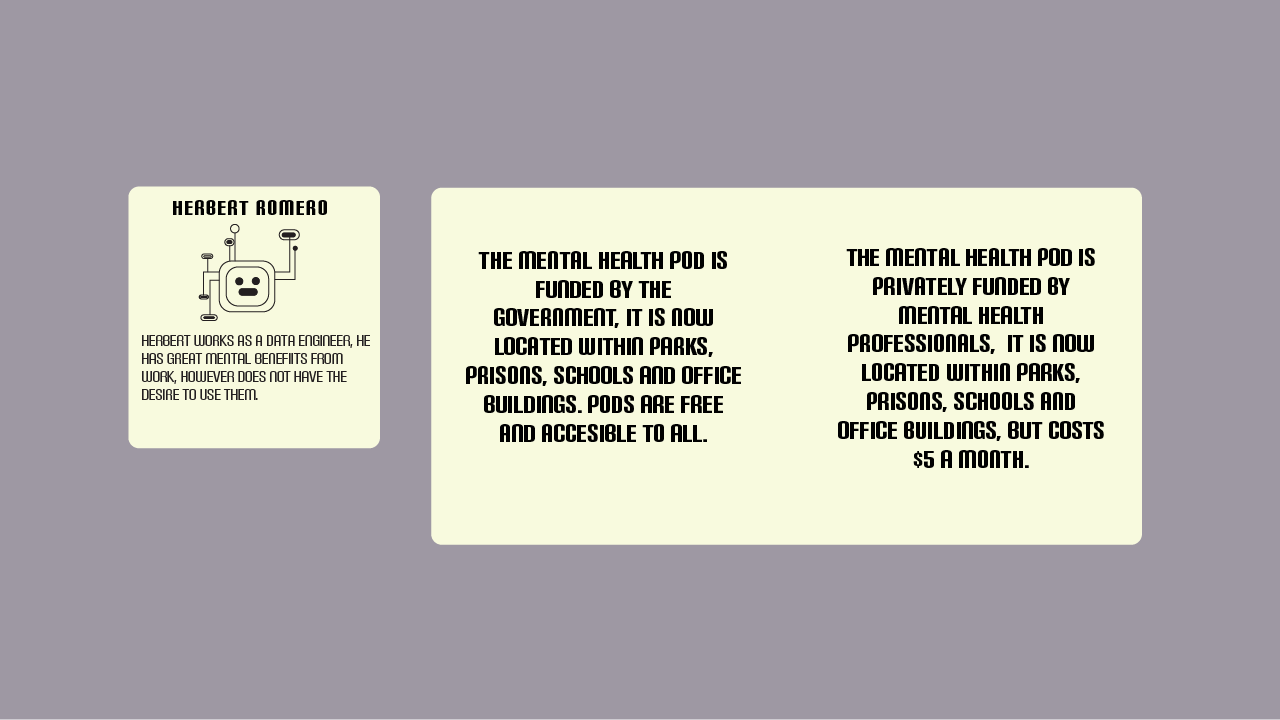 HERBERT ROMERO
HERBERT WORKS AS A DATA ENGINEER, HE
HAS GREAT MENTAL BENEFIITS FROM
WORK, HOWEVER DOES NOT HAVE THE
DESIRE TO USE THEM.
THE MENTAL HEALTH POD IS
FUNDED BY THE
GOVERNMENT, IT IS NOW
LOCATED WITHIN PARKS,
PRISONS, SCHOOLS AND OFFICE
BUILDINGS. PODS ARE FREE
AND ACCESIBLE TO ALL.
THE MENTAL HEALTH POD IS
PRIVATELY FUNDED BY
MENTAL HEALTH
PROFESSIONALS, IT IS NOW
LOCATED WITHIN PARKS,
PRISONS, SCHOOLS AND
OFFICE BUILDINGS, BUT COSTS
$5 A MONTH.